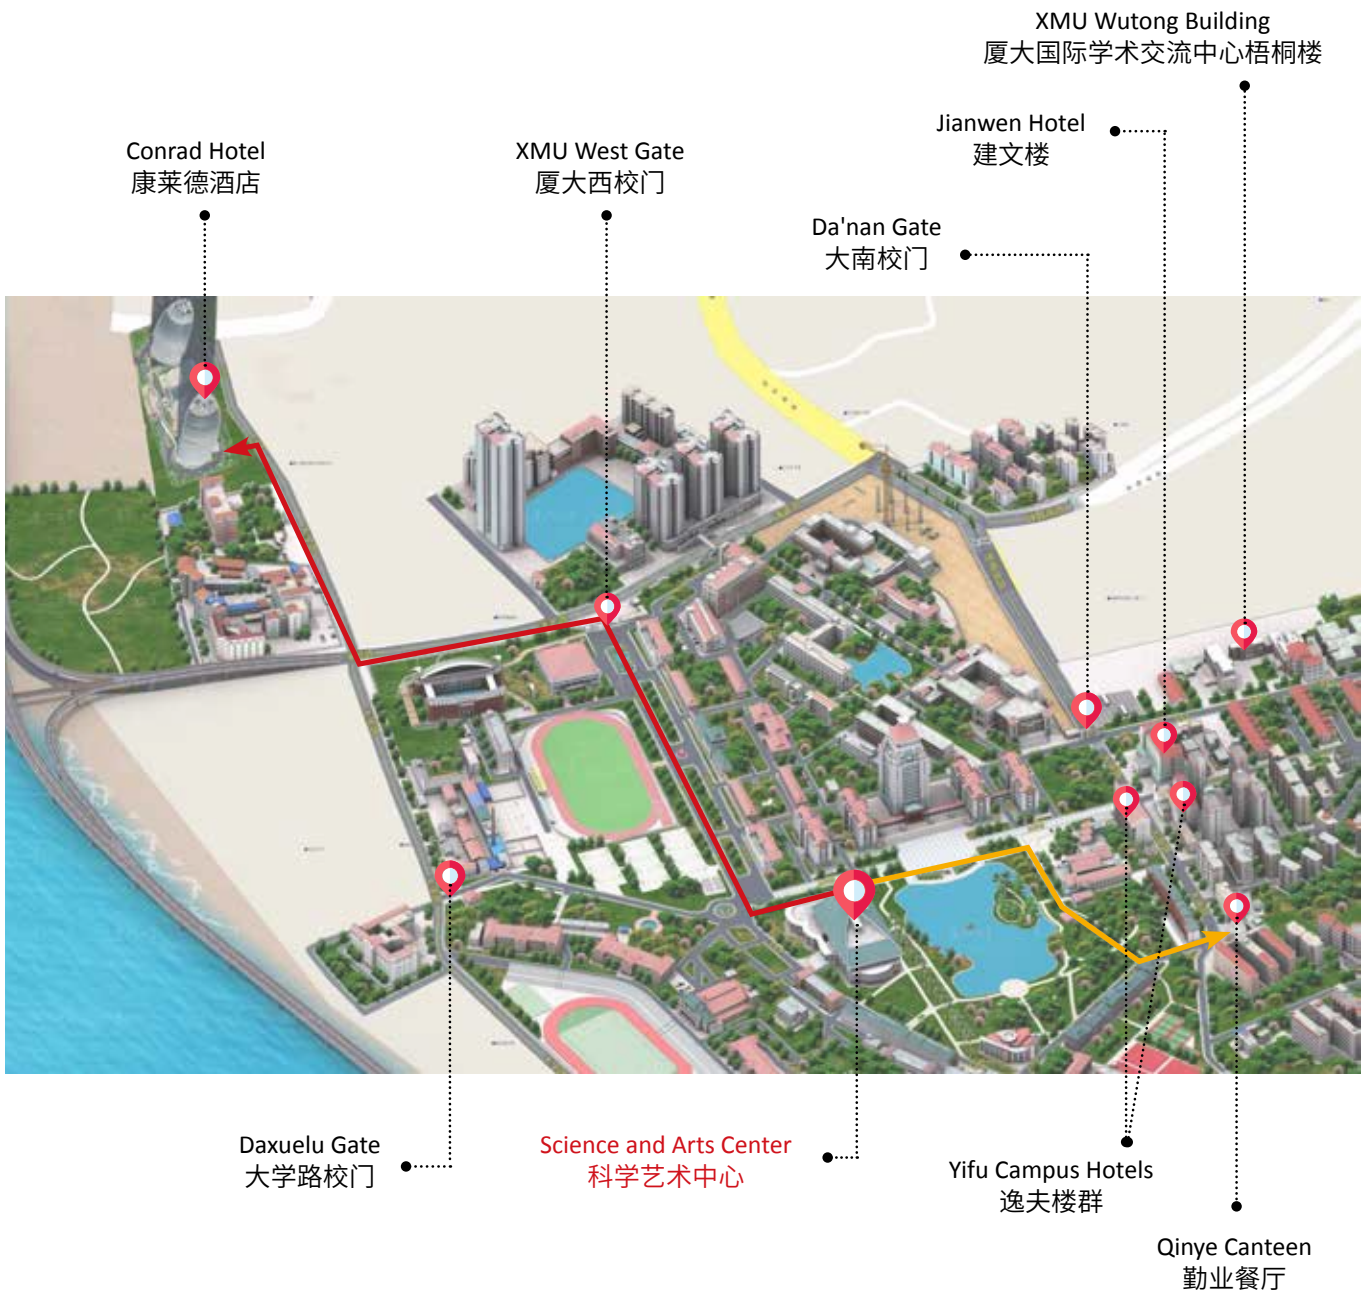 XMU Wutong Building
厦大国际学术交流中心梧桐楼
Jianwen Hotel
建文楼
Conrad Hotel
康莱德酒店
XMU West Gate
厦大西校门
Da'nan Gate
大南校门
Daxuelu Gate
大学路校门
Science and Arts Center
科学艺术中心
Yifu Campus Hotels
逸夫楼群
Qinye Canteen
勤业餐厅